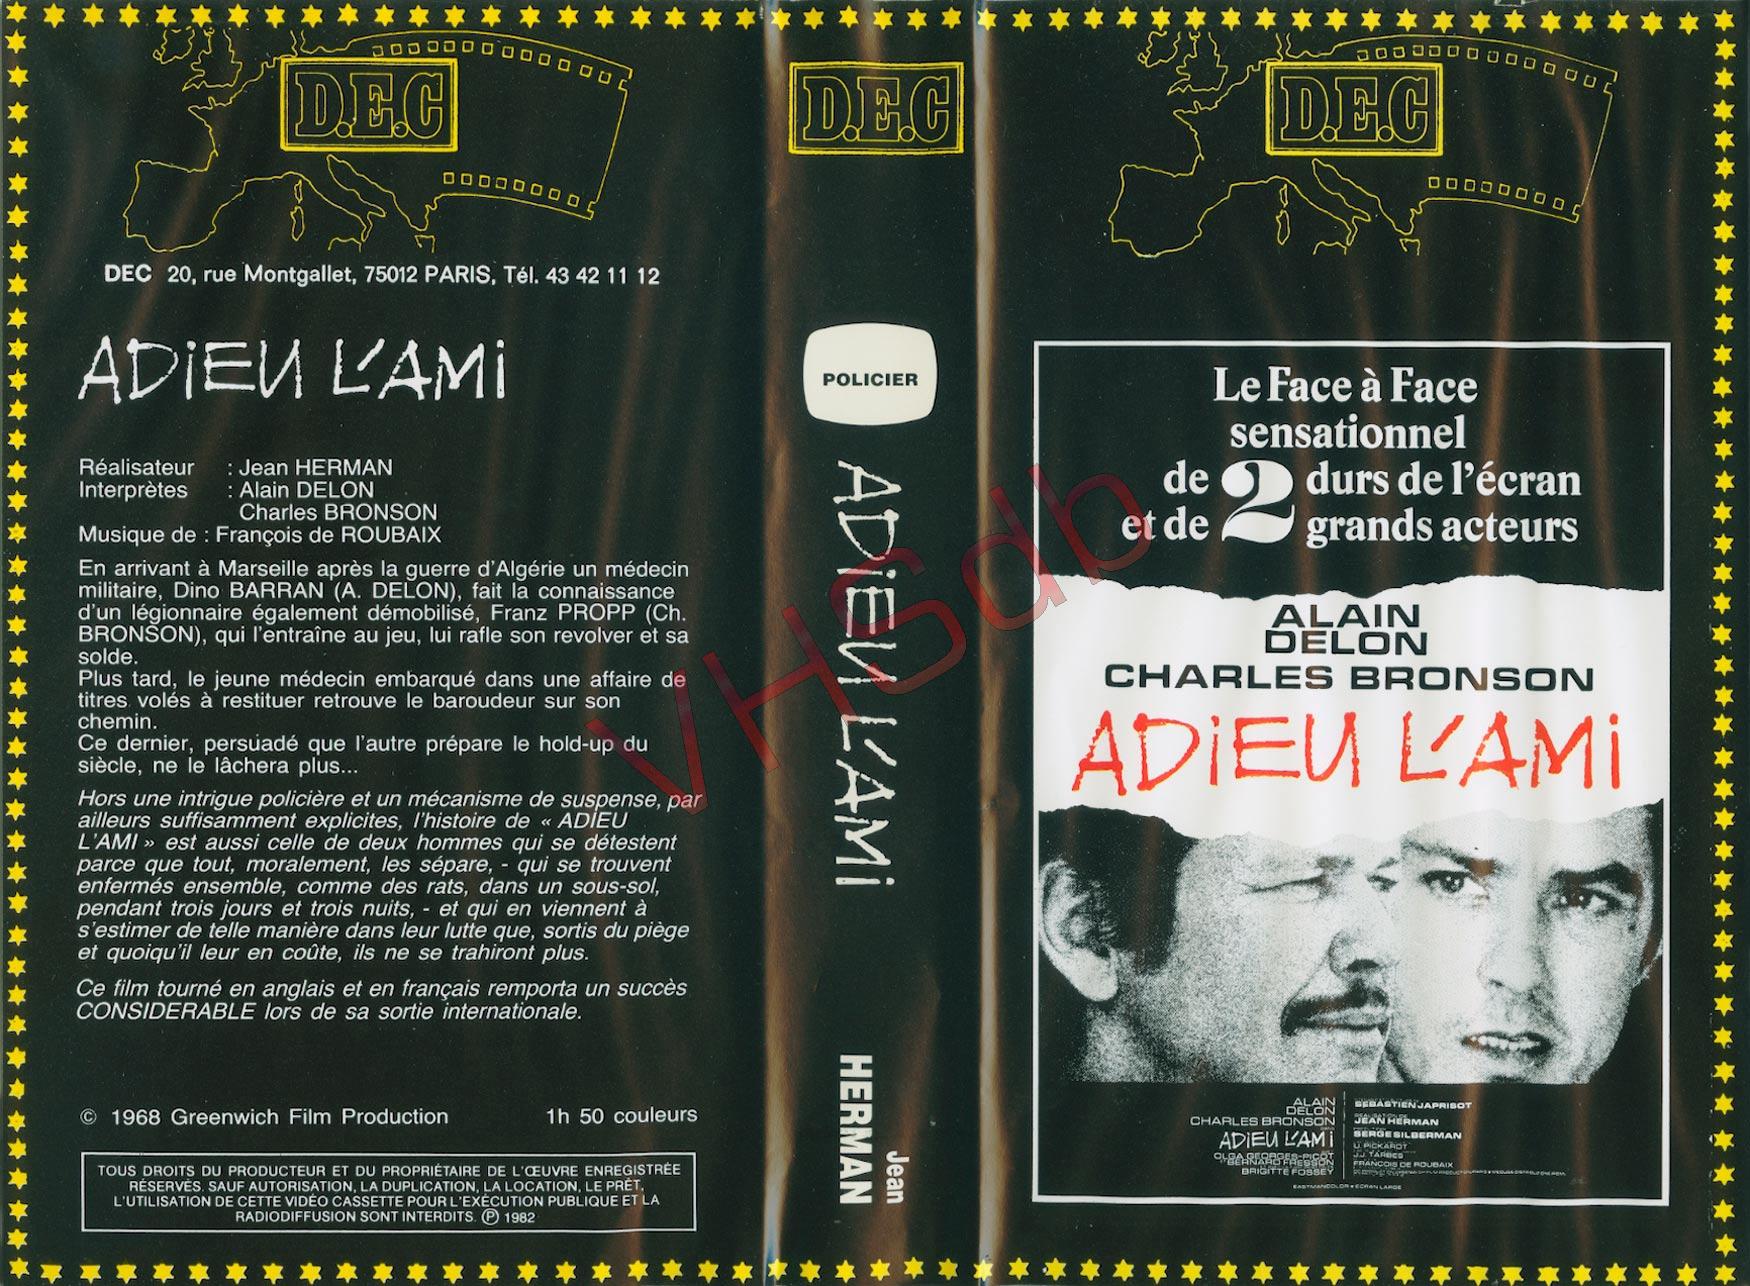 D.E.C
DEC 20, rue Montgallet, 75012 PARIS, Tél. 43 42 11 12
ADiEU L'AMi
Réalisateur : Jean HERMAN
Interprètes : Alain DELON
Charles BRONSON
Musique de : François de ROUBAIX
En arrivant à Marseille après la guerre d'Algérie un médecin
militaire, Dino BARRAN (A. DELON), fait la connaissance
d'un légionnaire également démobilisé, Franz PROPP (Ch.
BRONSON), qui l'entraîne au jeu, lui rafle son revolver et sa
solde.
Plus tard, le jeune médecin embarqué dans une affaire de
titres volés à restituer retrouve le baroudeur sur son
chemin.
Ce dernier, persuadé que l'autre prépare le hold-up du
siècle, ne le lâchera plus...
Hors une intrigue policière et un mécanisme de suspense, par
ailleurs suffisamment explicites, l'histoire de « ADIEU
L'AMI » est aussi celle de deux hommes qui se détestent
parce que tout, moralement, les sépare, - qui se trouvent
enfermés ensemble, comme des rats, dans un sous-sol,
pendant trois jours et trois nuits, - et qui en viennent à
s'estimer de telle manière dans leur lutte que, sortis du piège
et quoiqu'il leur en coûte, ils ne se trahiront plus.
Ce film tourné en anglais et en français remporta un succès
CONSIDERABLE lors de sa sortie internationale.
© 1968 Greenwich Film Production 1h 50 couleurs
TOUS DROITS DU PRODUCTEUR ET DU PROPRIÉTAIRE DE L'ŒUVRE ENREGISTRÉE
RÉSERVÉS. SAUF AUTORISATION, LA DUPLICATION, LA LOCATION, LE PRÊT,
L'UTILISATION DE CETTE VIDÉO CASSETTE POUR L'EXÉCUTION PUBLIQUE ET LA
RADIODIFFUSION SONT INTERDITS. Ⓟ 1982
D.E.C
POLICIER
ADiEU L'AMi
Jean
HERMAN
VHSdb
D.E.C
Le Face à Face
sensationnel
de 2 durs de l'écran
et de grands acteurs
ALAIN
DELON
CHARLES BRONSON
ADiEU L'AMi
ALAIN
DELON
CHARLES BRONSON
ADiEU L'AMi
OLGA GEORGES-PICOT
BERNARD FRESSON
BRIGITTE FOSSEY
SEBASTIEN JAPRISOT
REALISATION DE
JEAN HERMAN
SERGE SILBERMAN
FRANCOIS DE ROUBAIX
EASTMANCOLOR • ECRAN LARGE